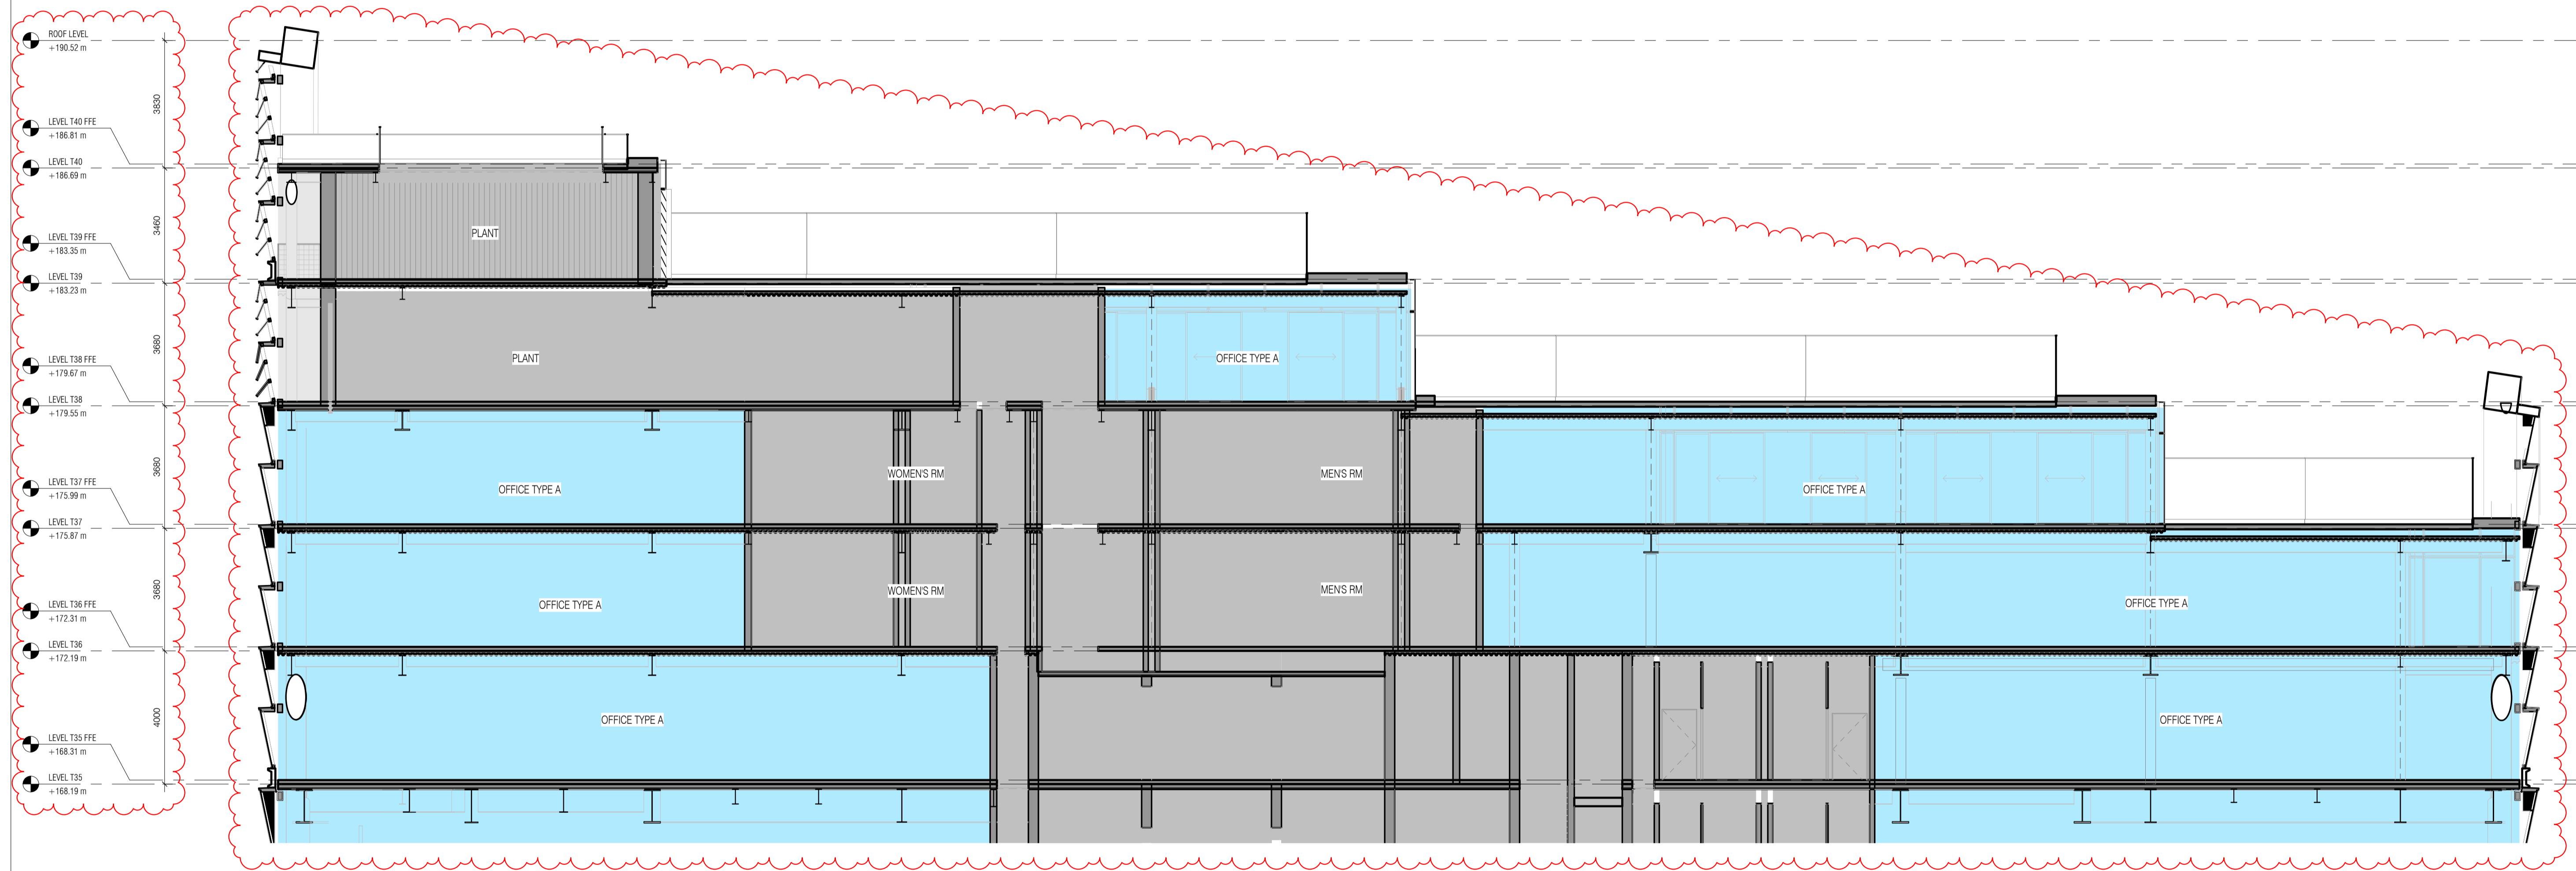 ROOF LEVEL
+190.52 m
3830
LEVEL T40 FFE
+186.81 m
LEVEL T40
+186.69 m
3460
PLANT
LEVEL T39 FFE
+183.35 m
LEVEL T39
+183.23 m
3680
PLANT
OFFICE TYPE A
LEVEL T38 FFE
+179.67 m
LEVEL T38
+179.55 m
3680
WOMEN'S RM
MEN'S RM
OFFICE TYPE A
OFFICE TYPE A
LEVEL T37 FFE
+175.99 m
LEVEL T37
+175.87 m
3680
WOMEN'S RM
MEN'S RM
OFFICE TYPE A
OFFICE TYPE A
LEVEL T36 FFE
+172.31 m
LEVEL T36
+172.19 m
4000
OFFICE TYPE A
OFFICE TYPE A
LEVEL T35 FFE
+168.31 m
LEVEL T35
+168.19 m